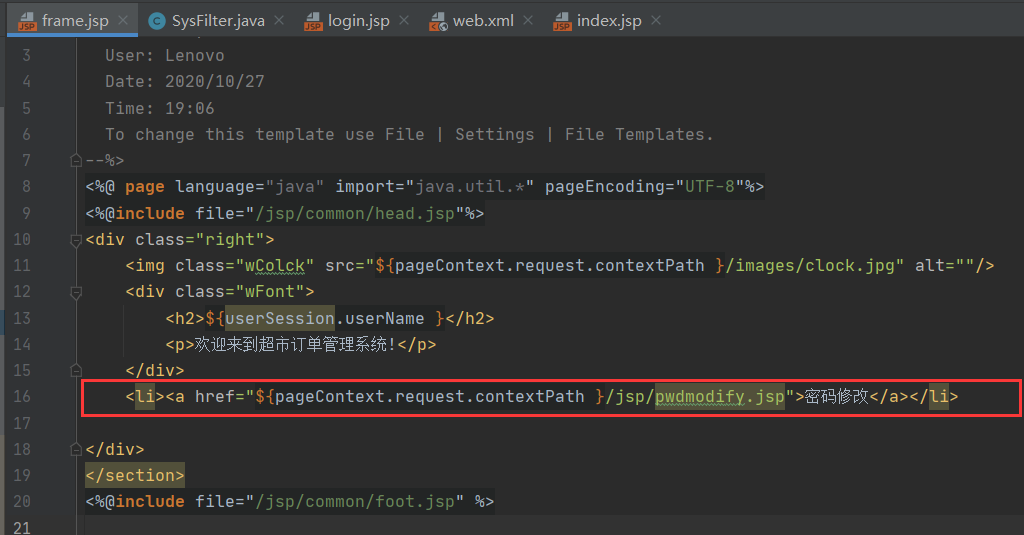 frame.jsp SysFilter.java login.jsp web.xml index.jsp
3 User: Lenovo
4 Date: 2020/10/27
5 Time: 19:06
6 To change this template use File | Settings | File Templates.
7 --%>
8 <%@ page language="java" import="java.util.*" pageEncoding="UTF-8"%>
9 <%@include file="/jsp/common/head.jsp"%>
10 <div class="right">
11 <img class="wColck" src="${pageContext.request.contextPath }/images/clock.jpg" alt=""/>
12 <div class="wFont">
13 <h2>${userSession.userName }</h2>
14 <p>欢迎来到超市订单管理系统!</p>
15 </div>
16 <li><a href="${pageContext.request.contextPath }/jsp/pwdmodify.jsp">密码修改</a></li>
17
18 </div>
19 </section>
20 <%@include file="/jsp/common/foot.jsp" %>
21